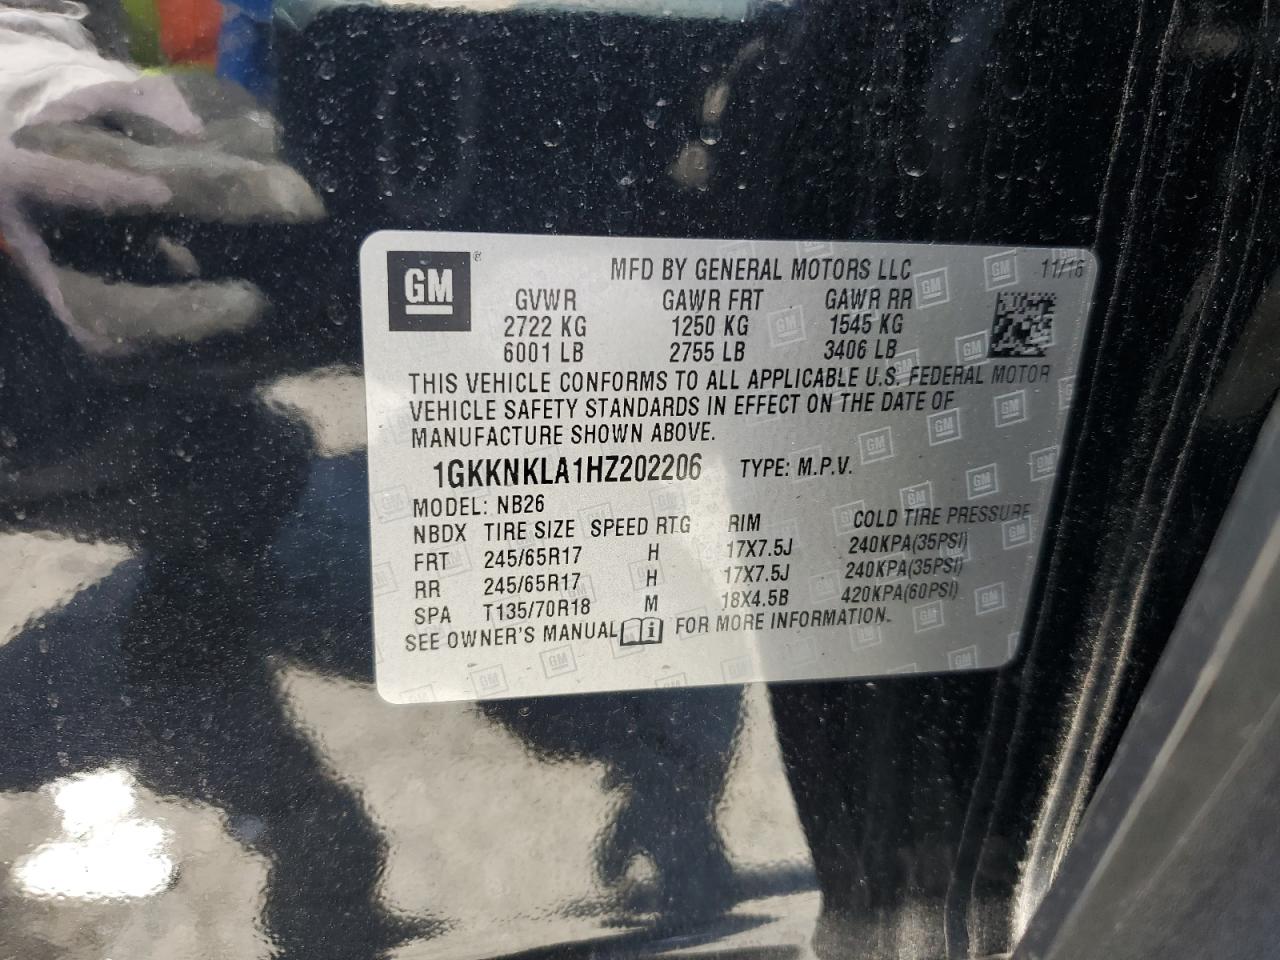 GM ® MFD BY GENERAL MOTORS LLC 11/16
GVWR GAWR FRT GAWR RR
2722 KG 1250 KG 1545 KG
6001 LB 2755 LB 3406 LB
THIS VEHICLE CONFORMS TO ALL APPLICABLE U.S. FEDERAL MOTOR
VEHICLE SAFETY STANDARDS IN EFFECT ON THE DATE OF
MANUFACTURE SHOWN ABOVE.
1GKKNKLA1HZ202206 TYPE: M.P.V.
MODEL: NB26
NBDX TIRE SIZE SPEED RTG RIM COLD TIRE PRESSURE
FRT 245/65R17 H 17X7.5J 240KPA(35PSI)
RR 245/65R17 H 17X7.5J 240KPA(35PSI)
SPA T135/70R18 M 18X4.5B 420KPA(60PSI)
SEE OWNER'S MANUAL i FOR MORE INFORMATION.